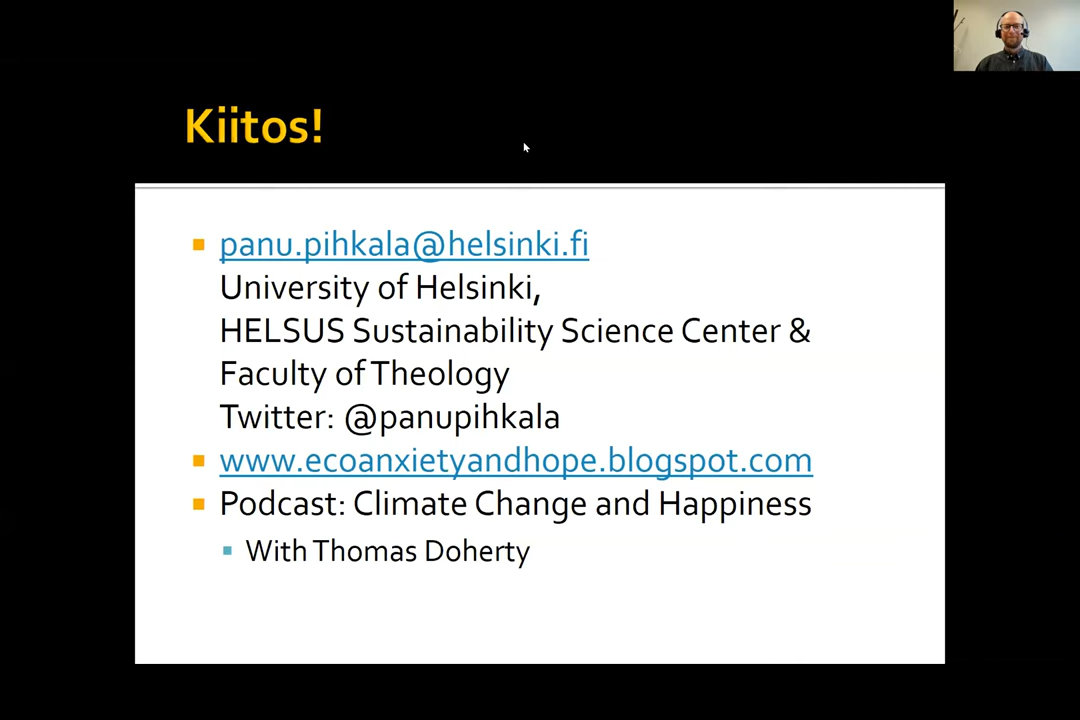 Kiitos!
panu.pihkala@helsinki.fi
University of Helsinki,
HELSUS Sustainability Science Center &
Faculty of Theology
Twitter: @panupihkala
www.ecoanxietyandhope.blogspot.com
Podcast: Climate Change and Happiness
With Thomas Doherty